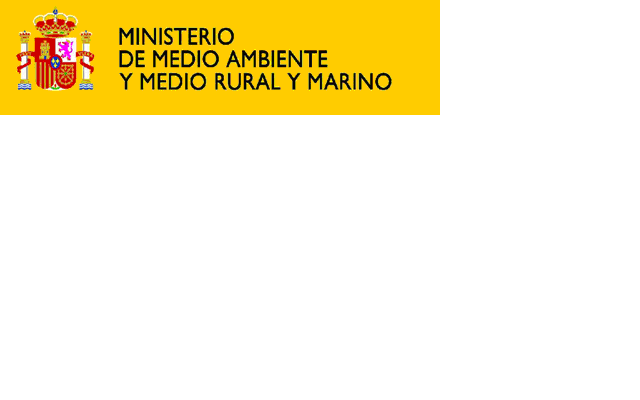 MINISTERIO
DE MEDIO AMBIENTE
Y MEDIO RURAL Y MARINO